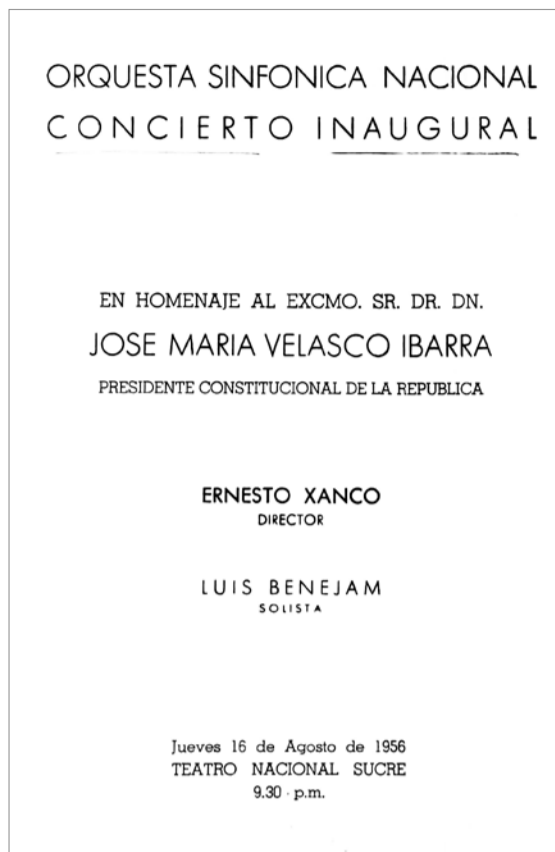 ORQUESTA SINFONICA NACIONAL
CONCIERTO INAUGURAL
EN HOMENAJE AL EXCMO. SR. DR. DN.
JOSE MARIA VELASCO IBARRA
PRESIDENTE CONSTITUCIONAL DE LA REPUBLICA
ERNESTO XANCO
DIRECTOR
LUIS BENEJAM
SOLISTA
Jueves 16 de Agosto de 1956
TEATRO NACIONAL SUCRE
9.30 · p.m.